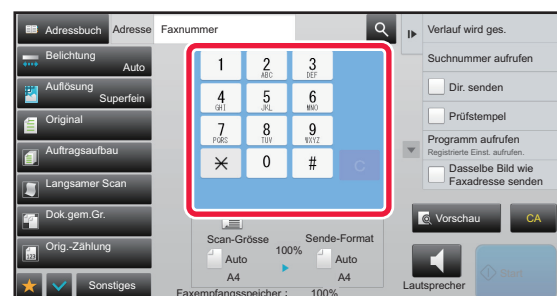 Adressbuch
Adresse
Faxnummer
Verlauf wird ges.
Belichtung
Auto
Suchnummer aufrufen
Auflösung
Superfein
Dir. senden
Original
Prüfstempel
Auftragsaufbau
Programm aufrufen
Registrierte Einst. aufrufen.
Langsamer Scan
Dasselbe Bild wie
Faxadresse senden
Dok.gem.Gr.
Orig.-Zählung
Sonstiges
1 2 3
ABC DEF
4 5 6
GHI JKL MNO
7 8 9
PQRS TUV WXYZ
0 # C
Scan-Grösse 100% Sende-Format
Auto Auto
A4 A4
Faxempfangsspeicher : 100%
Vorschau
CA
Lautsprecher
Start